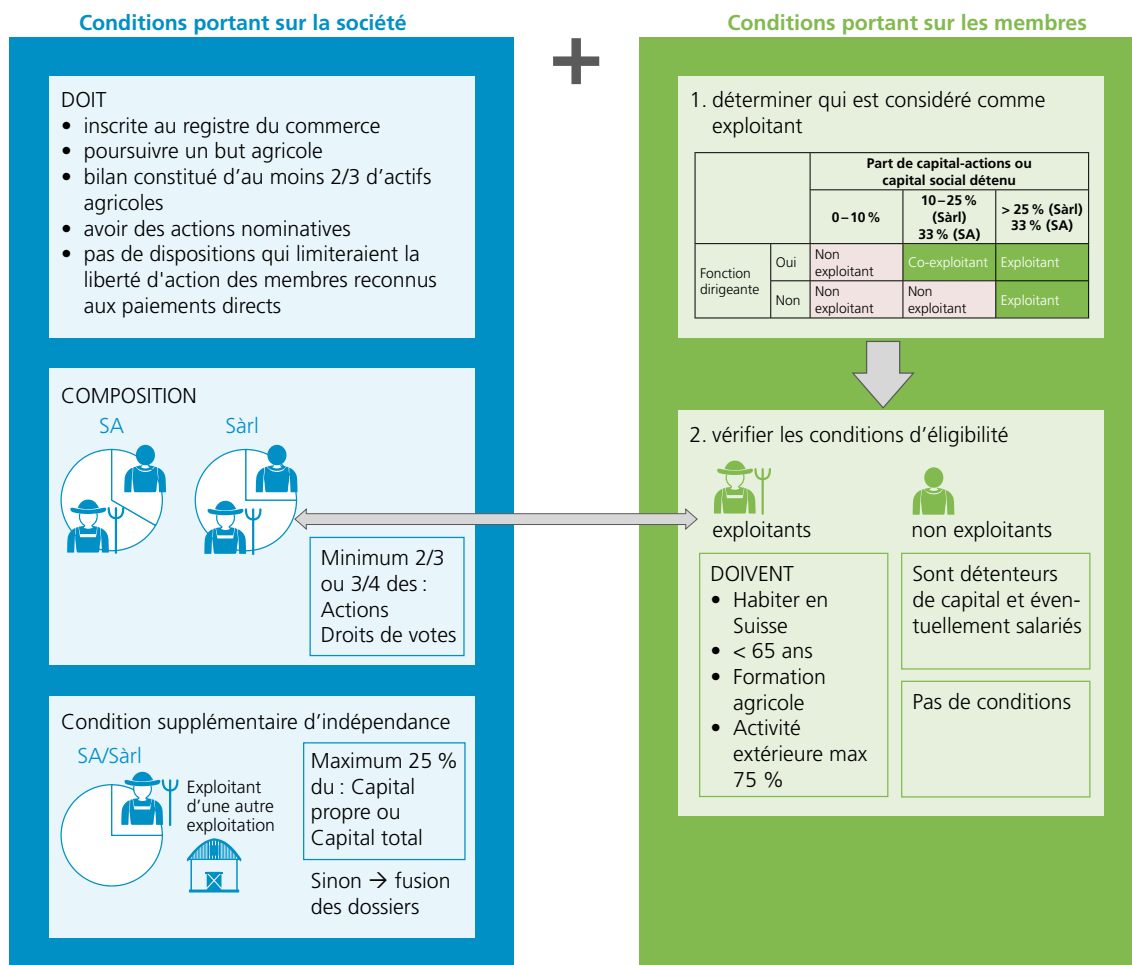 Conditions portant sur la société
DOIT
• inscrite au registre du commerce
• poursuivre un but agricole
• bilan constitué d'au moins 2/3 d'actifs
agricoles
• avoir des actions nominatives
• pas de dispositions qui limiteraient la
liberté d'action des membres reconnus
aux paiements directs
COMPOSITION
SA
Sàrl
Minimum 2/3
ou 3/4 des :
Actions
Droits de votes
Condition supplémentaire d'indépendance
SA/Sàrl
Exploitant
d'une autre
exploitation
Maximum 25 %
du : Capital
propre ou
Capital total
Sinon → fusion
des dossiers
+
Conditions portant sur les membres
1. déterminer qui est considéré comme
exploitant
Part de capital-actions ou
capital social détenu
0–10 %
10–25 %
(Sàrl)
33 % (SA)
> 25 % (Sàrl)
33 % (SA)
Fonction
dirigeante
Oui
Non
exploitant
Co-exploitant
Exploitant
Non
Non
exploitant
Non
exploitant
Exploitant
2. vérifier les conditions d'éligibilité
exploitants
DOIVENT
• Habiter en
Suisse
• < 65 ans
• Formation
agricole
• Activité
extérieure max
75 %
non exploitants
Sont détenteurs
de capital et éven-
tuellement salariés
Pas de conditions